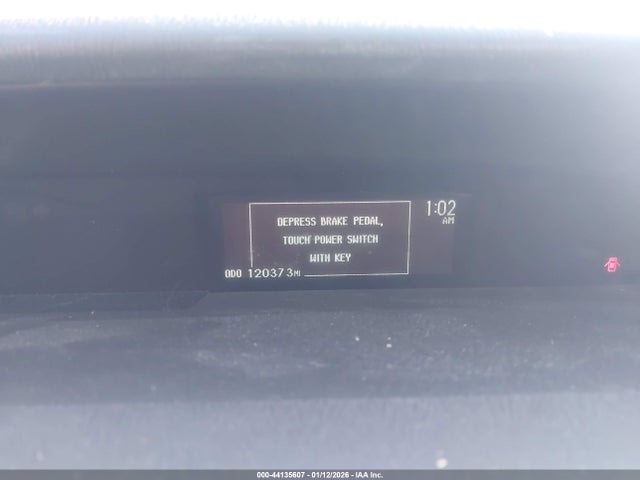 1:02
AM
DEPRESS BRAKE PEDAL,
TOUCH POWER SWITCH
WITH KEY
ODO 120373 MI
000-44135607 - 01/12/2026 - IAA Inc.